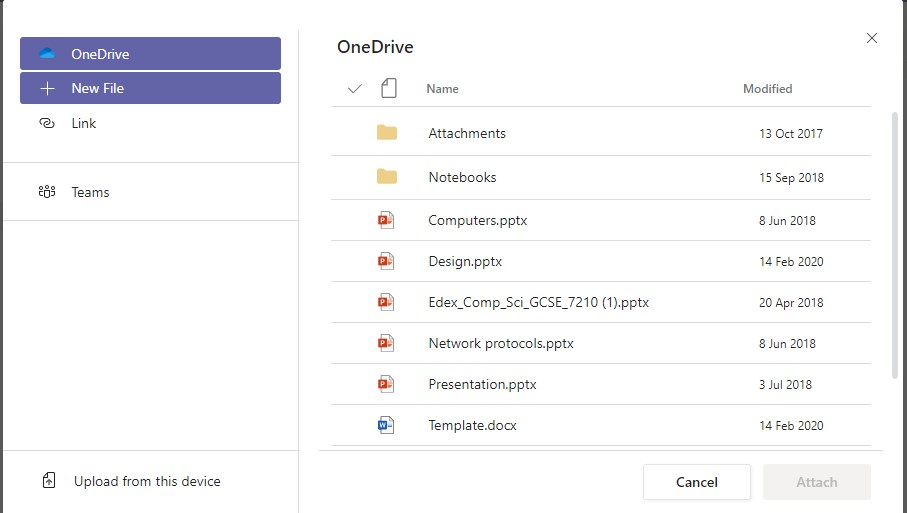 OneDrive
New File
Link
Teams
Upload from this device
OneDrive
Name Modified
Attachments 13 Oct 2017
Notebooks 15 Sep 2018
Computers.pptx 8 Jun 2018
Design.pptx 14 Feb 2020
Edex_Comp_Sci_GCSE_7210 (1).pptx 20 Apr 2018
Network protocols.pptx 8 Jun 2018
Presentation.pptx 3 Jul 2018
Template.docx 14 Feb 2020
Cancel Attach